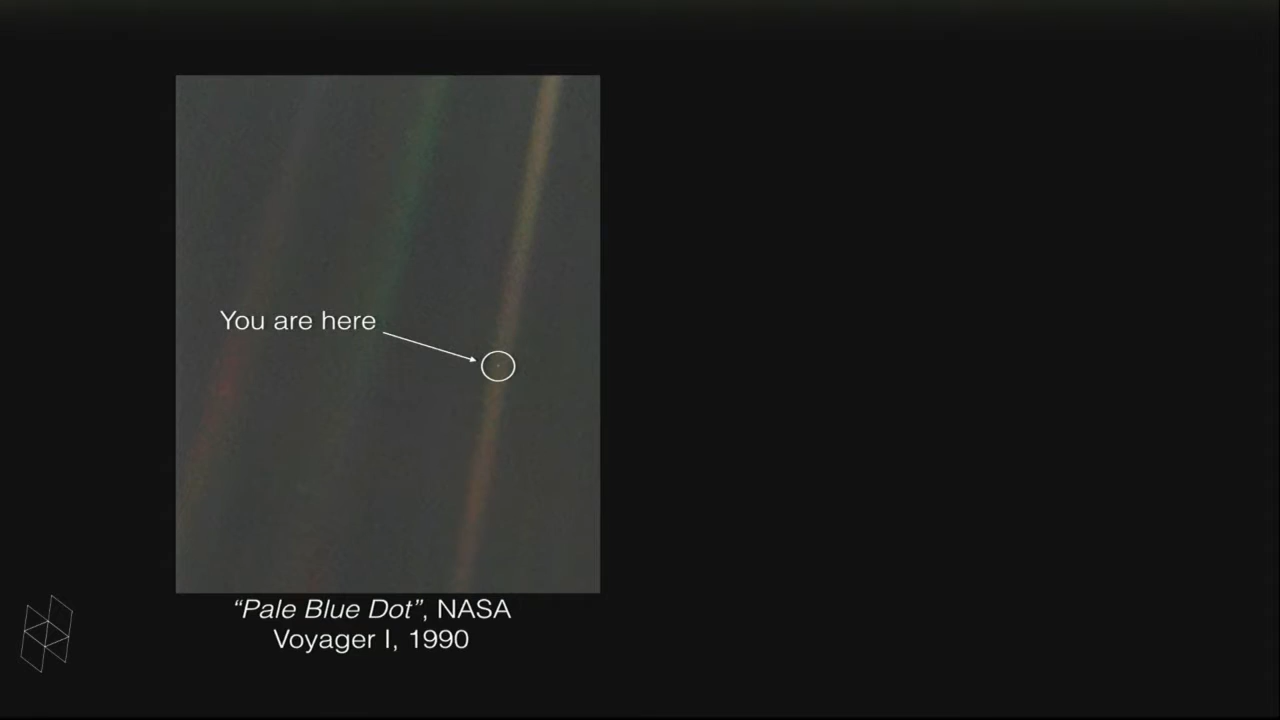 You are here
“Pale Blue Dot”, NASA
Voyager I, 1990